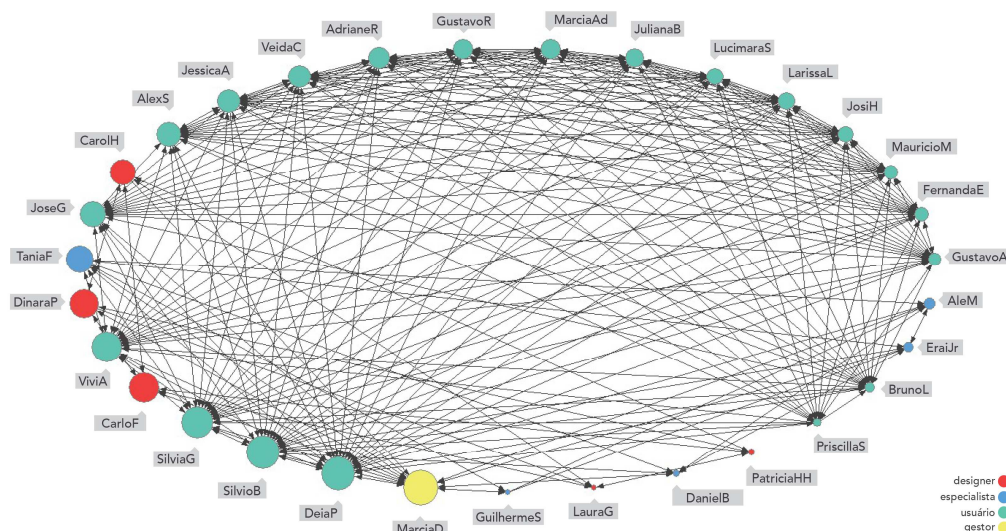 GustavoR
MarciaAd
AdrianeR
JulianaB
VeidaC
LucimaraS
JessicaA
LarissaL
AlexS
JosiH
CarolH
MauricioM
JoseG
FernandaE
TaniaF
GustavoA
DinaraP
AleM
ViviA
EraiJr
CarloF
BrunoL
SilviaG
PriscillaS
SilvioB
PatriciaHH
DeiaP
DanielB
MarciaD
GuilhermeS
LauraG
designer
especialista
usuário
gestor